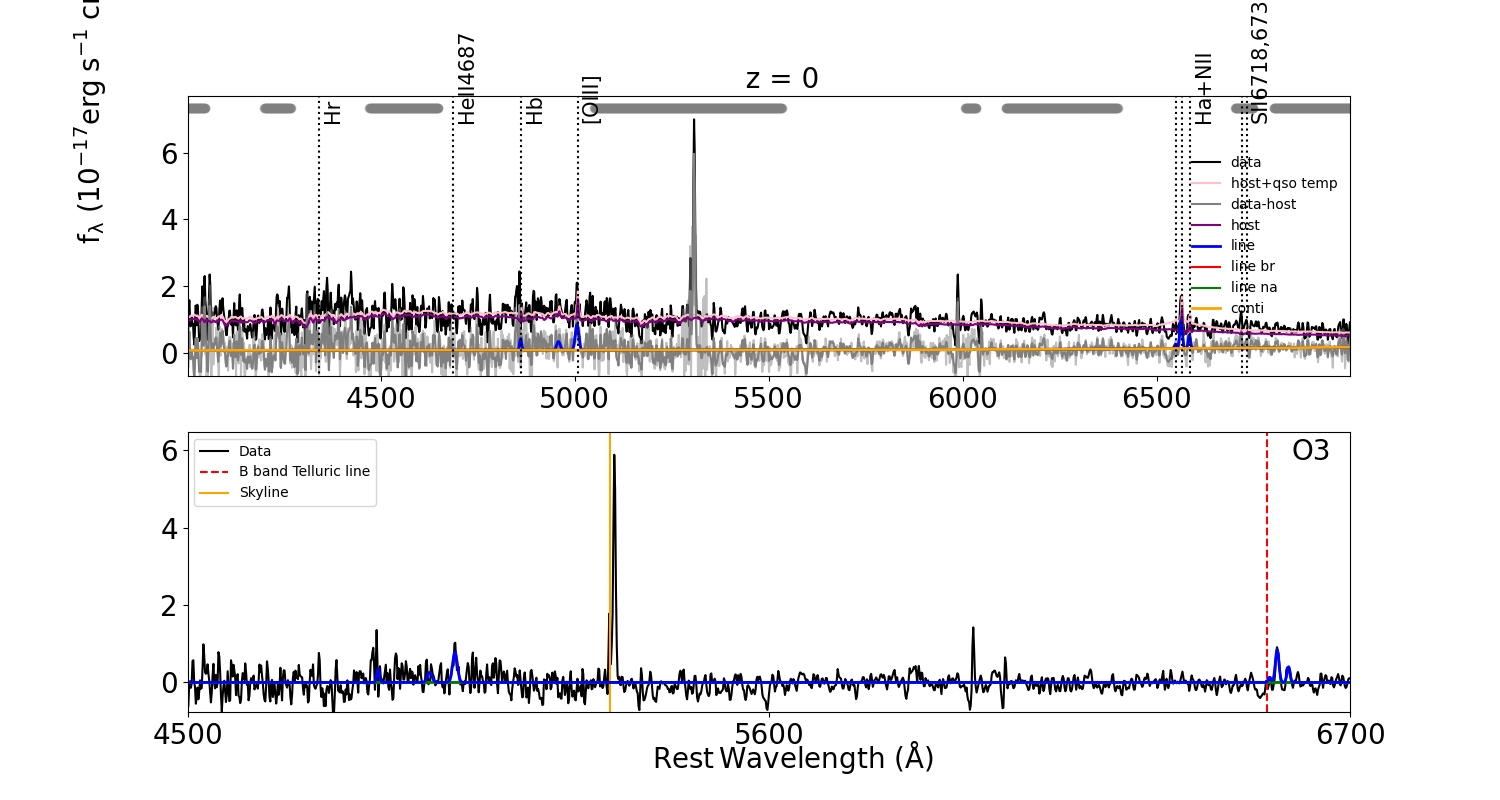 z = 0
f_λ (10^−17 erg s^−1 c
Hr
HeII4687
Hb
[OIII]
Ha+NII
SII6718,673
6
4
2
0
data
host+qso temp
data-host
host
line
line br
line na
conti
4500 5000 5500 6000 6500
6
4
2
0
Data
B band Telluric line
Skyline
O3
4500 5600 6700
Rest Wavelength (Å)